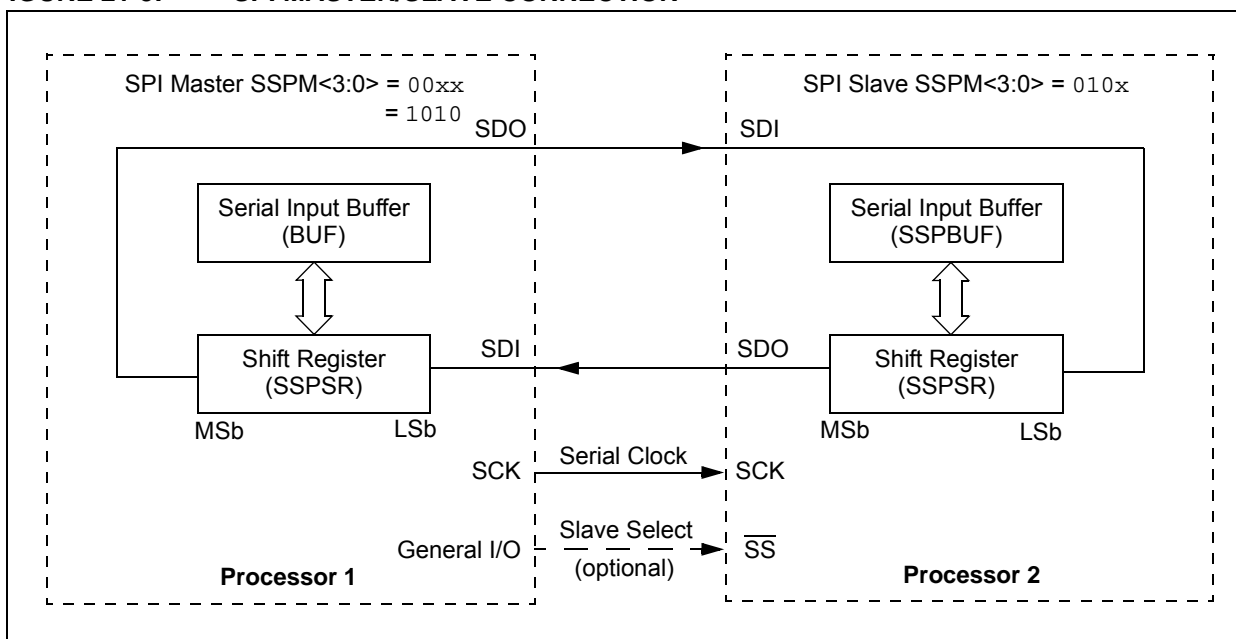 SPI Master SSPM<3:0> = 00xx
= 1010
SPI Slave SSPM<3:0> = 010x
SDO
SDI
Serial Input Buffer
(BUF)
Serial Input Buffer
(SSPBUF)
Shift Register
(SSPSR)
SDI
SDO
Shift Register
(SSPSR)
MSb
LSb
MSb
LSb
SCK
Serial Clock
SCK
General I/O
Slave Select
(optional)
SS
Processor 1
Processor 2